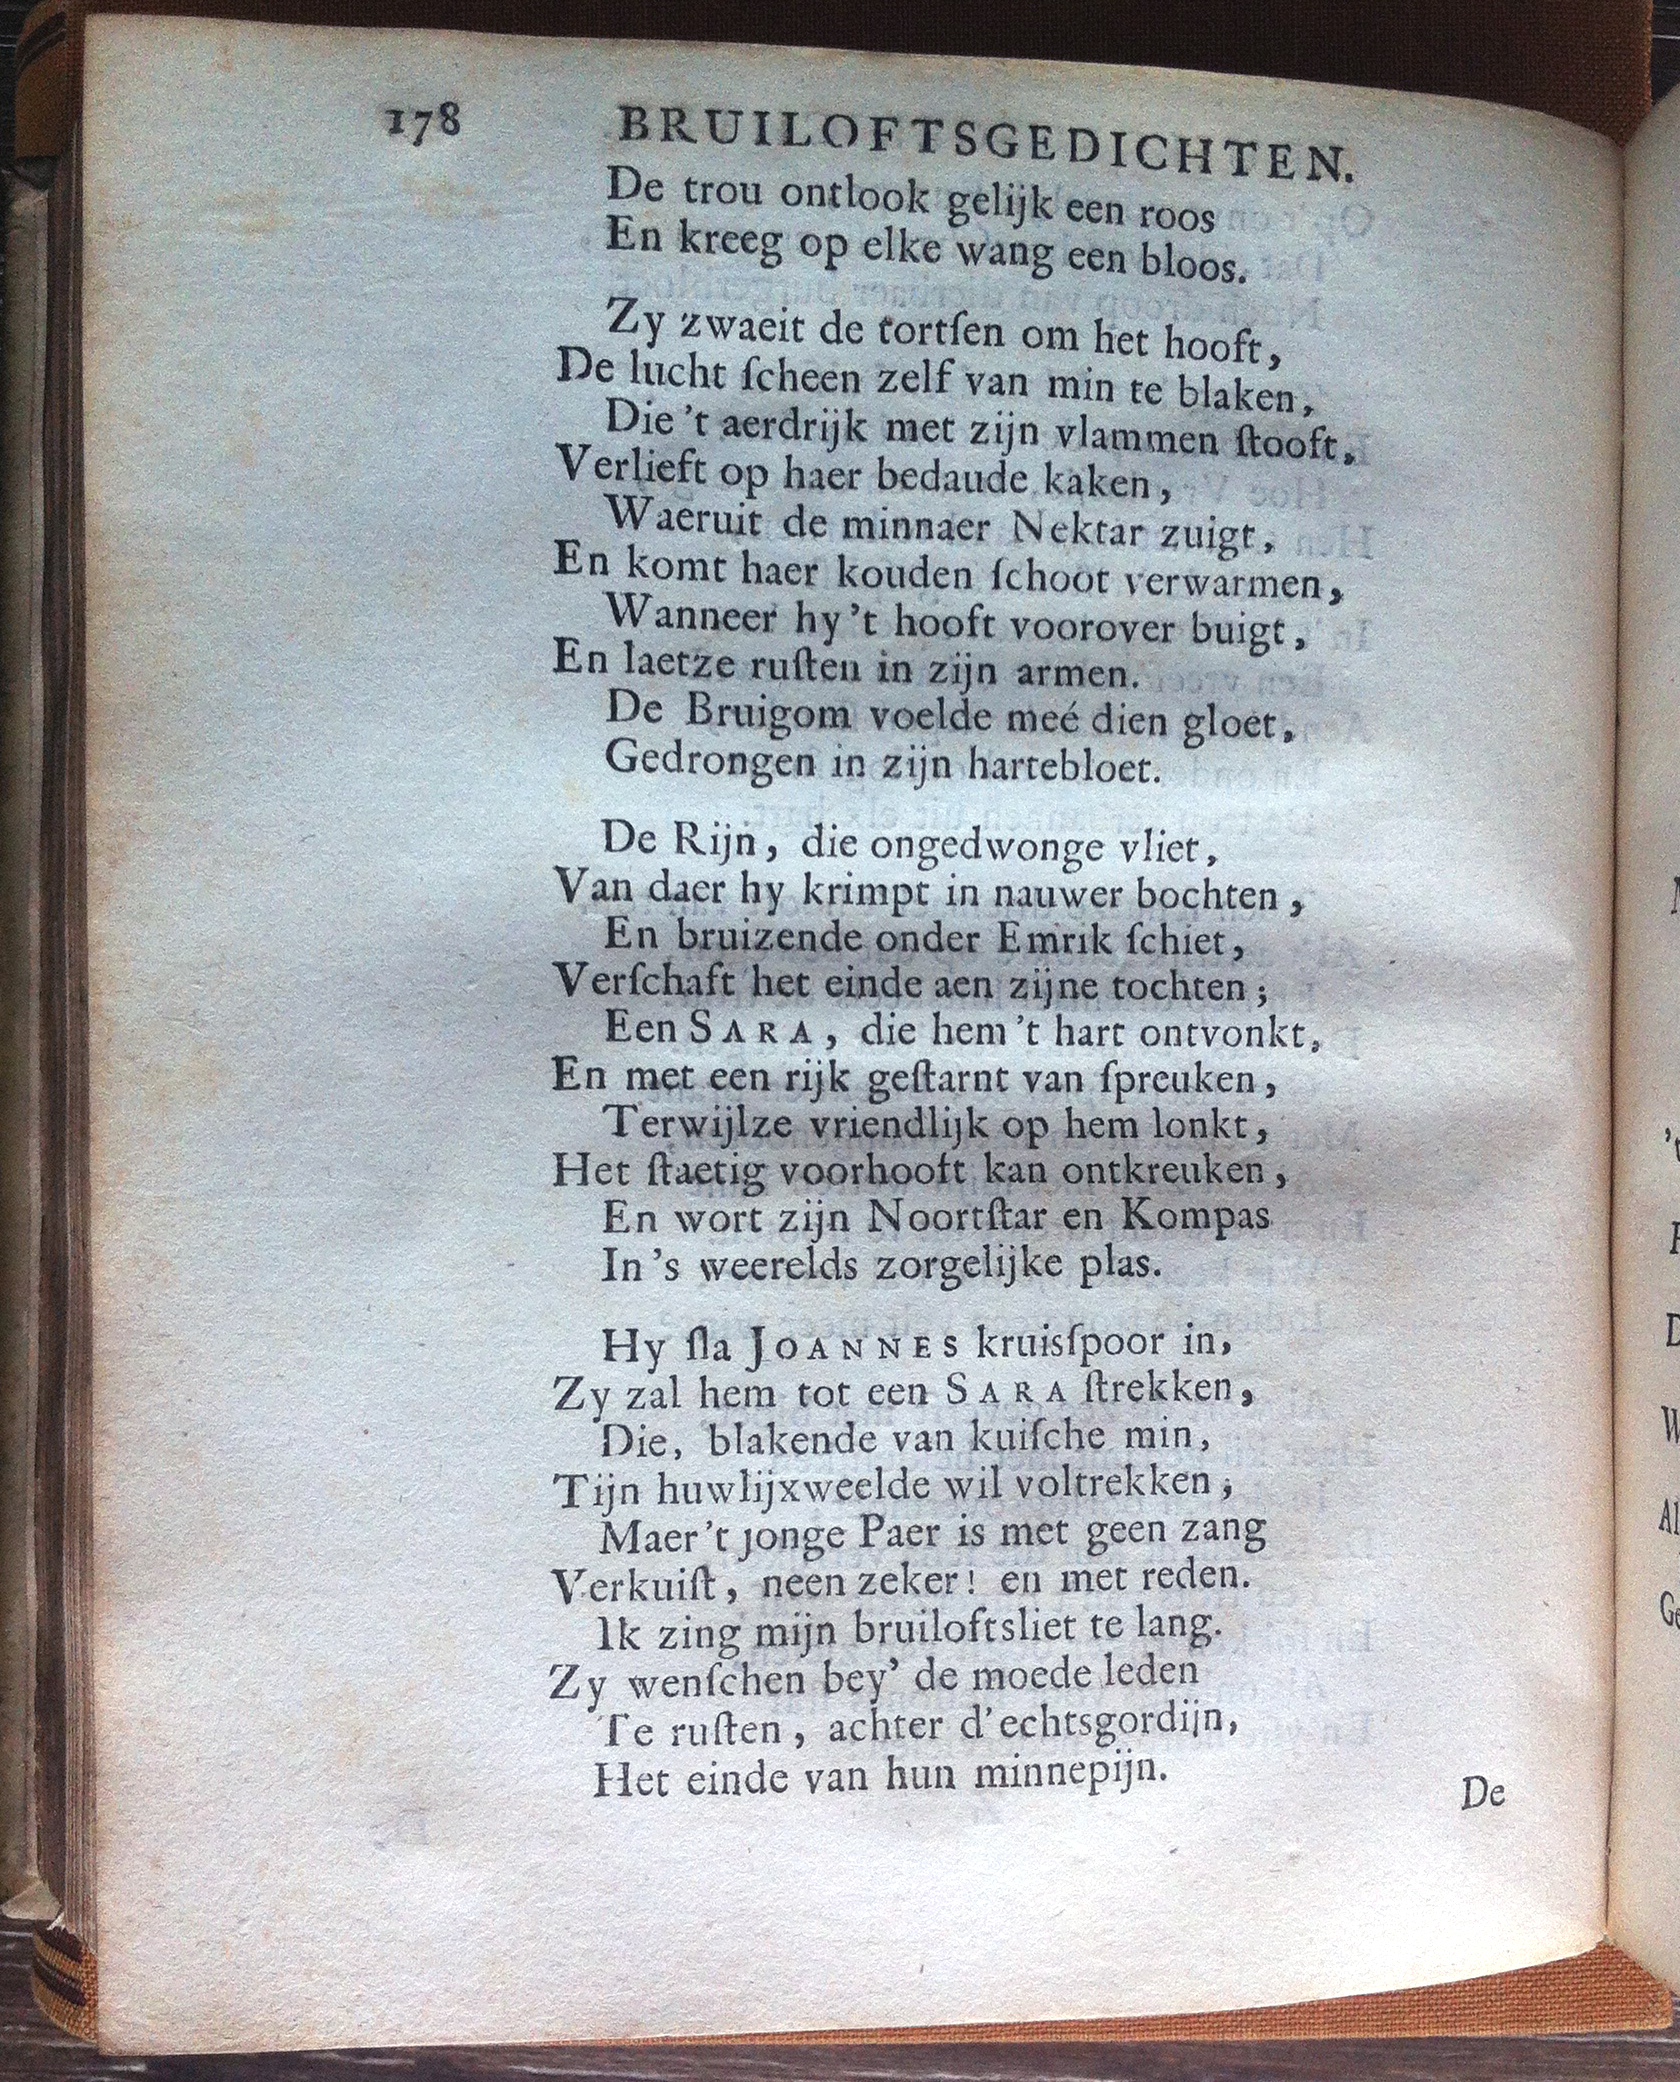 178 BRUILOFTSGEDICHTEN.
De trou ontlook gelijk een roos
En kreeg op elke wang een bloos.
Zy zwaeit de tortſen om het hooft,
De lucht ſcheen zelf van min te blaken,
Die 't aerdrijk met zijn vlammen ſtooft,
Verlieft op haer bedaude kaken,
Waeruit de minnaer Nektar zuigt,
En komt haer kouden ſchoot verwarmen,
Wanneer hy 't hooft voorover buigt,
En laetze ruſten in zijn armen.
De Bruigom voelde meé dien gloet,
Gedrongen in zijn hartebloet.
De Rijn, die ongedwonge vliet,
Van daer hy krimpt in nauwer bochten,
En bruizende onder Emrik ſchiet,
Verſchaft het einde aen zijne tochten;
Een SARA, die hem 't hart ontvonkt,
En met een rijk geſtarnt van ſpreuken,
Terwijlze vriendlijk op hem lonkt,
Het ſtaetig voorhooft kan ontkreuken,
En wort zijn Noortſtar en Kompas
In 's weerelds zorgelijke plas.
Hy ſla JOANNES kruisſpoor in,
Zy zal hem tot een SARA ſtrekken,
Die, blakende van kuiſche min,
Tijn huwlijxweelde wil voltrekken;
Maer 't jonge Paer is met geen zang
Verkuiſt, neen zeker! en met reden.
Ik zing mijn bruiloftsliet te lang.
Zy wenſchen bey' de moede leden
Te ruſten, achter d'echtsgordijn,
Het einde van hun minnepijn.
De